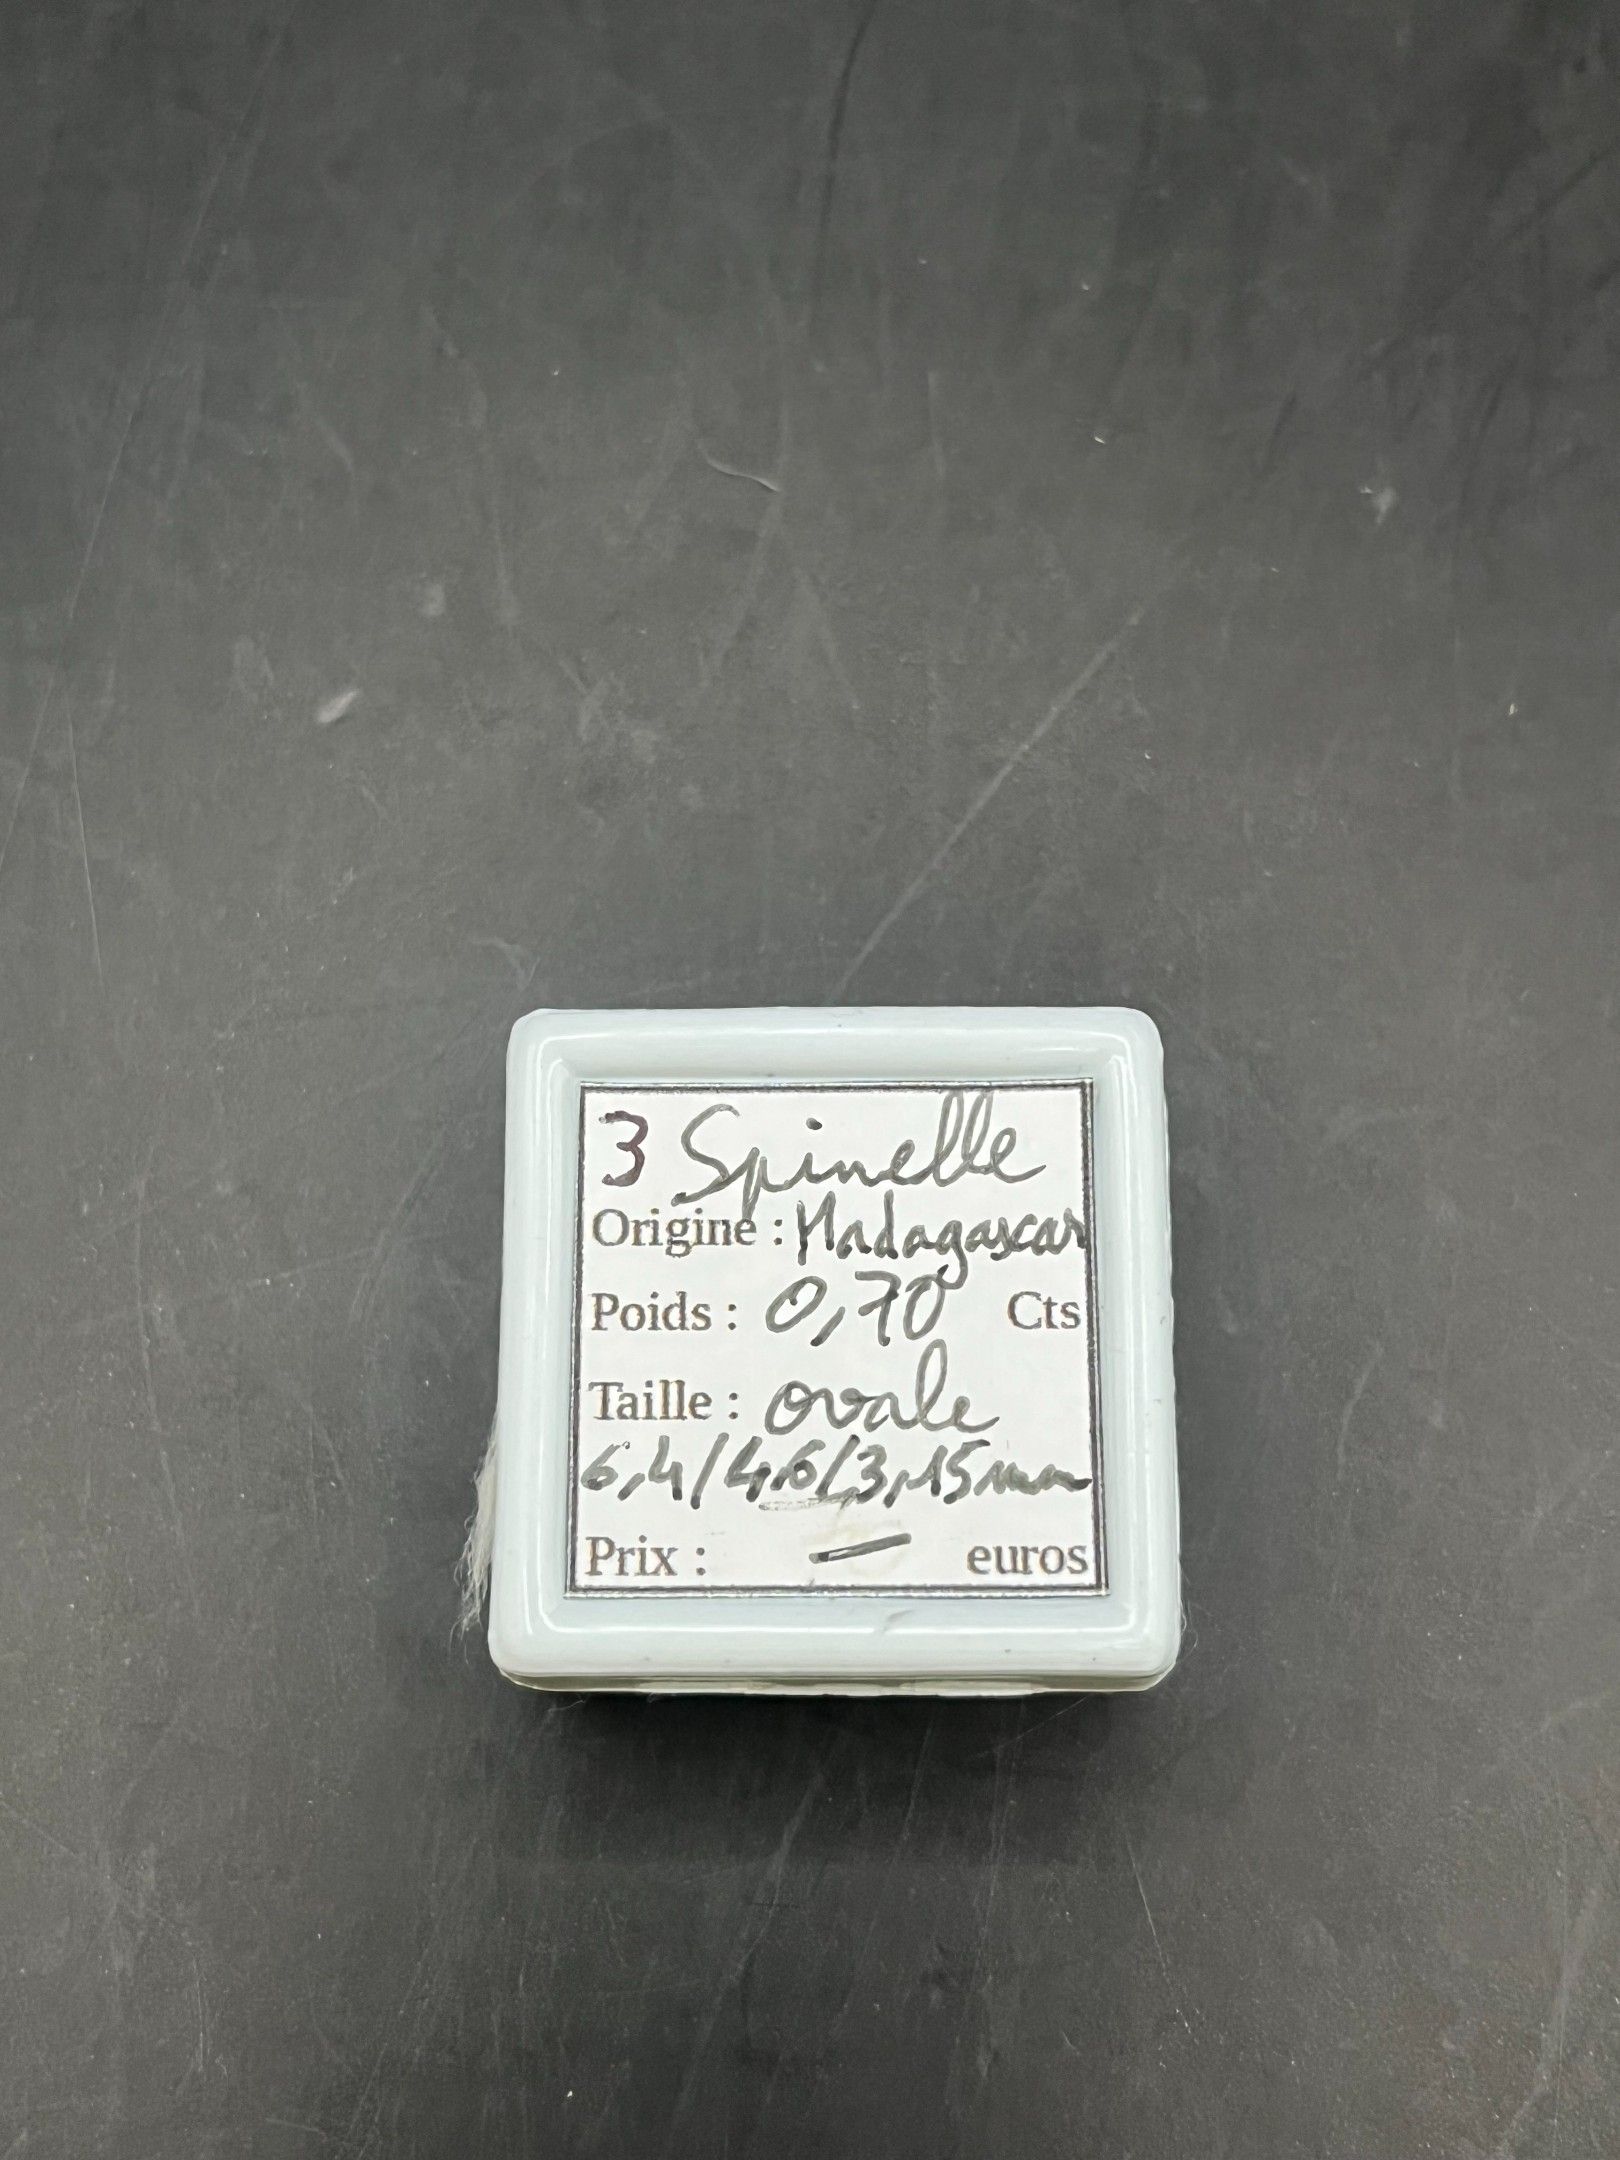 3 Spinelle
Origine : Madagascar
Poids : 0,70 Cts
Taille : ovale
6,4/4,6/3,15mm
Prix : — euros